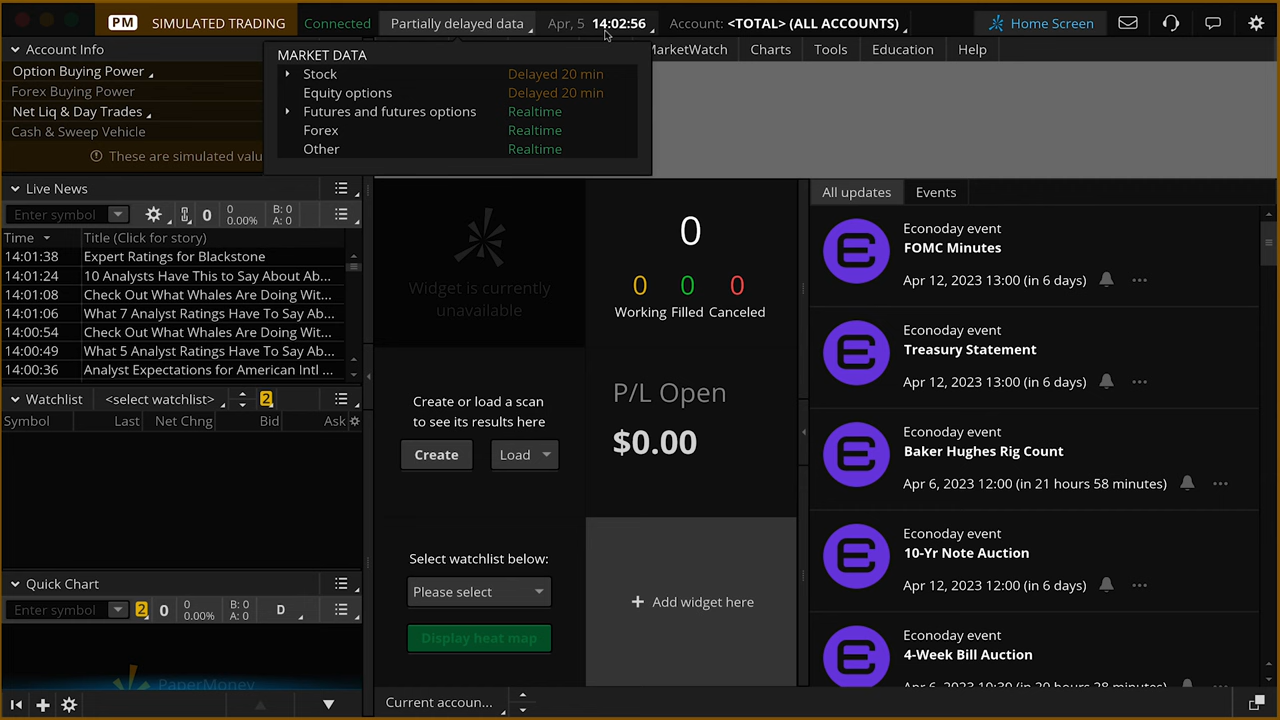 PM SIMULATED TRADING Connected Partially delayed data Apr, 5 14:02:56 Account: <TOTAL> (ALL ACCOUNTS) Home Screen
Account Info
MarketWatch Charts Tools Education Help
Option Buying Power
Forex Buying Power
Net Liq & Day Trades
Cash & Sweep Vehicle
These are simulated valu
MARKET DATA
Stock Delayed 20 min
Equity options Delayed 20 min
Futures and futures options Realtime
Forex Realtime
Other Realtime
Live News
Enter symbol 0 0 0.00% B: 0 A: 0
Time Title (Click for story)
14:01:38 Expert Ratings for Blackstone
14:01:24 10 Analysts Have This to Say About Ab...
14:01:08 Check Out What Whales Are Doing Wit...
14:01:06 What 7 Analyst Ratings Have To Say Ab...
14:00:54 Check Out What Whales Are Doing Wit...
14:00:49 What 5 Analyst Ratings Have To Say Ab...
14:00:36 Analyst Expectations for American Intl ...
Watchlist <select watchlist> 2
Symbol Last Net Chng Bid Ask
Quick Chart
Enter symbol 2 0 0 0.00% B: 0 A: 0 D
PaperMoney
Widget is currently
unavailable
0
0 0 0
Working Filled Canceled
Create or load a scan
to see its results here
Create Load
P/L Open
$0.00
Select watchlist below:
Please select
Display heat map
+ Add widget here
Current accoun...
All updates Events
Econoday event
FOMC Minutes
Apr 12, 2023 13:00 (in 6 days)
Econoday event
Treasury Statement
Apr 12, 2023 13:00 (in 6 days)
Econoday event
Baker Hughes Rig Count
Apr 6, 2023 12:00 (in 21 hours 58 minutes)
Econoday event
10-Yr Note Auction
Apr 12, 2023 12:00 (in 6 days)
Econoday event
4-Week Bill Auction
Apr 6, 2023 10:30 (in 20 hours 28 minutes)